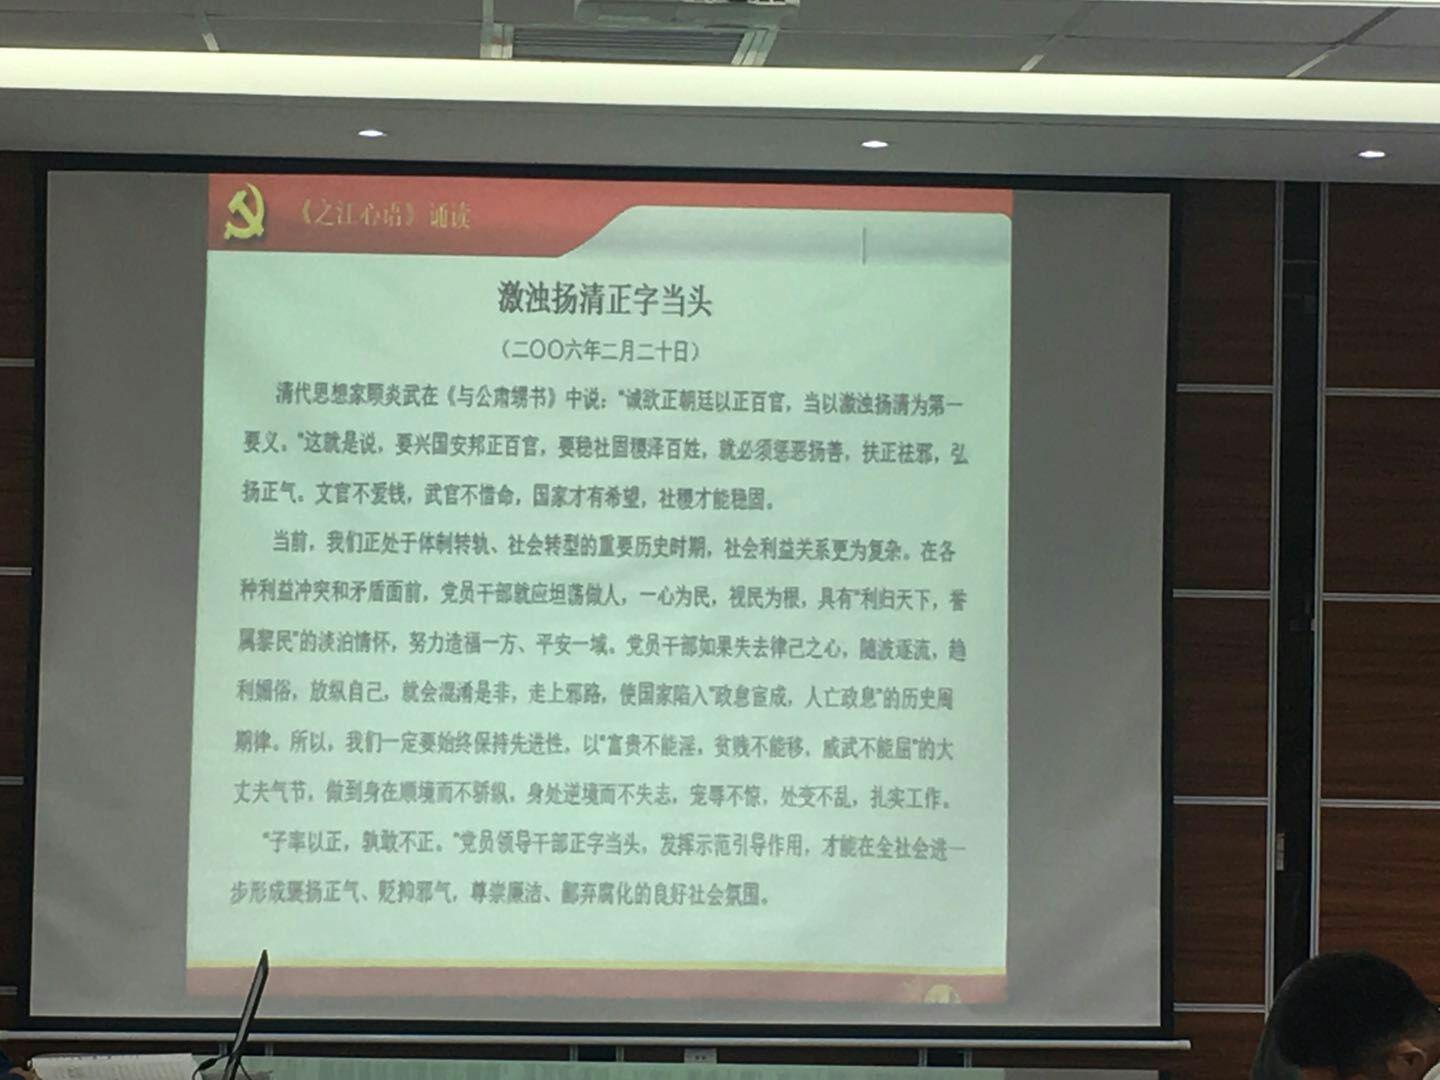 《之江心语》诵读
激浊扬清正字当头
（二〇〇六年二月二十日）
清代思想家顾炎武在《与公肃甥书》中说：“诚欲正朝廷以正百官，当以激浊扬清为第一
要义。”这就是说，要兴国安邦正百官，要稳社固稷泽百姓，就必须惩恶扬善，扶正祛邪，弘
扬正气。文官不爱钱，武官不惜命，国家才有希望，社稷才能稳固。
当前，我们正处于体制转轨、社会转型的重要历史时期，社会利益关系更为复杂。在各
种利益冲突和矛盾面前，党员干部就应坦荡做人，一心为民，视民为根，具有“利归天下，誉
属黎民”的淡泊情怀，努力造福一方、平安一域。党员干部如果失去律己之心，随波逐流，趋
利媚俗，放纵自己，就会混淆是非，走上邪路，使国家陷入“政怠宦成，人亡政息”的历史周
期律。所以，我们一定要始终保持先进性，以“富贵不能淫，贫贱不能移，威武不能屈”的大
丈夫气节，做到身在顺境而不骄纵，身处逆境而不失志，宠辱不惊，处变不乱，扎实工作。
“子率以正，孰敢不正。”党员领导干部正字当头，发挥示范引导作用，才能在全社会进一
步形成褒扬正气、贬抑邪气，尊崇廉洁、鄙弃腐化的良好社会氛围。